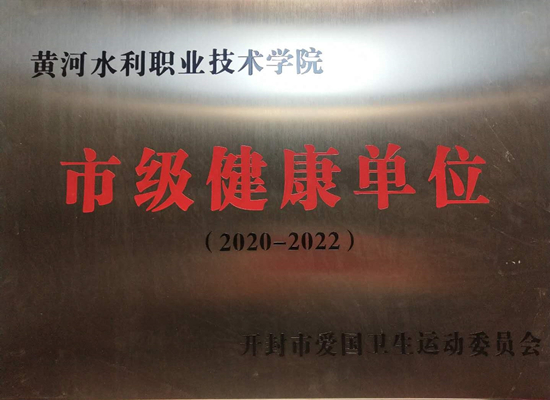 黄河水利职业技术学院
市级健康单位
（2020-2022）
开封市爱国卫生运动委员会